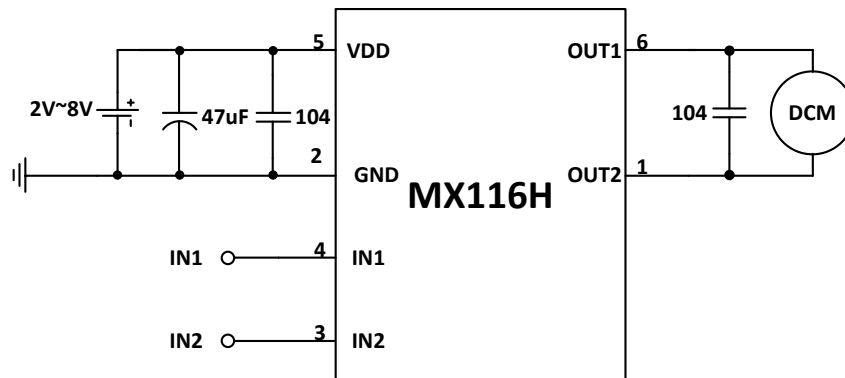 5
VDD
OUT1
6
2V~8V
+
-
47uF
104
104
DCM
2
GND
OUT2
1
MX116H
IN1
4
IN1
IN2
3
IN2